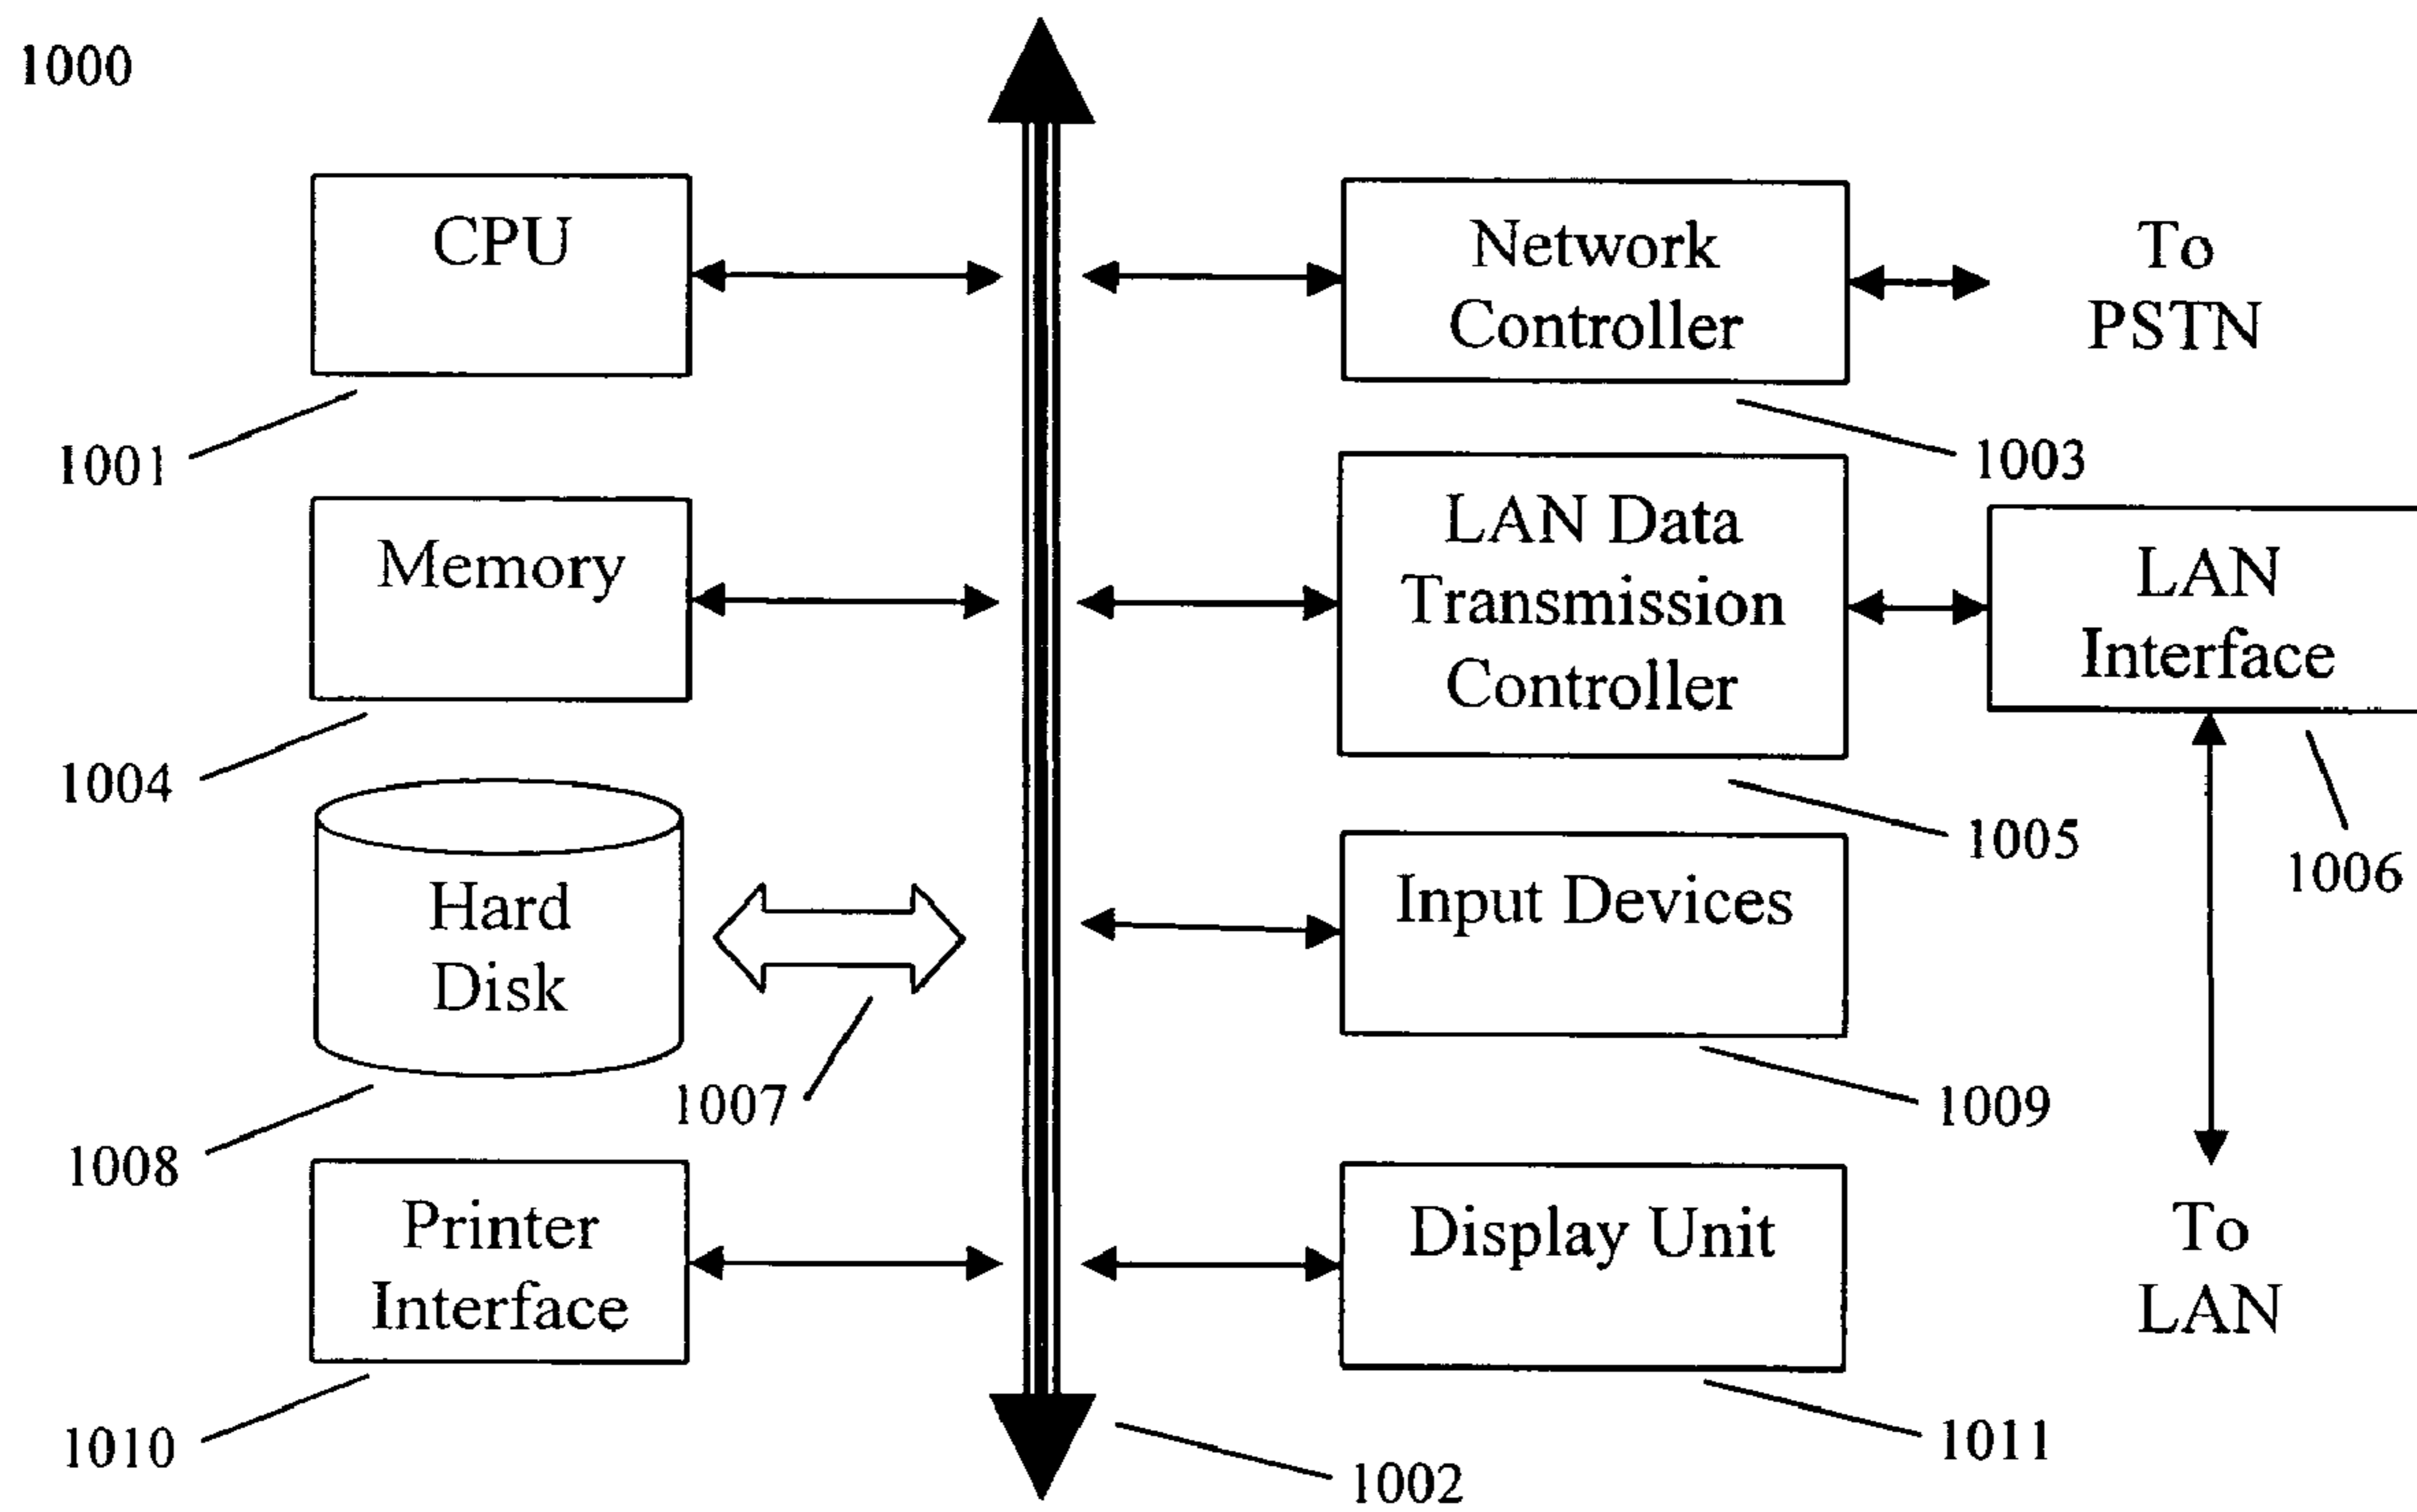 1000
CPU
1001
Network
Controller
To
PSTN
1003
Memory
1004
LAN Data
Transmission
Controller
1005
LAN
Interface
1006
Hard
Disk
1008
1007
Input Devices
1009
Printer
Interface
1010
Display Unit
1011
To
LAN
1002